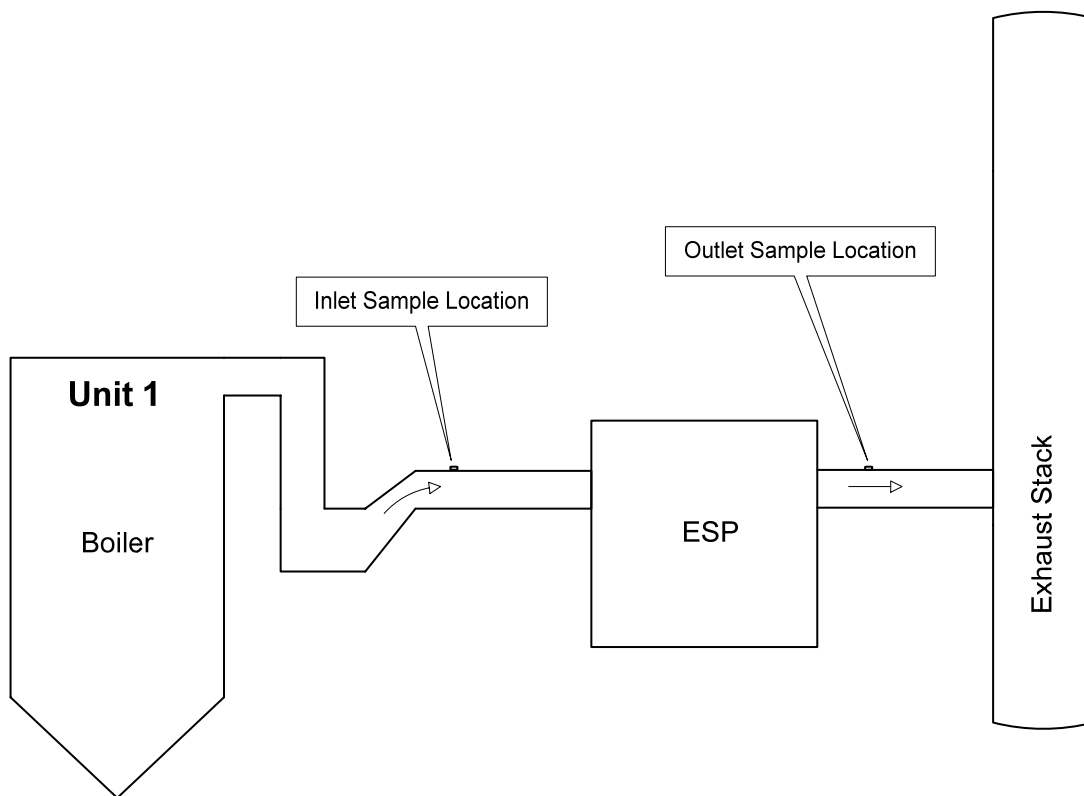 Outlet Sample Location
Inlet Sample Location
Unit 1
Boiler
ESP
Exhaust Stack